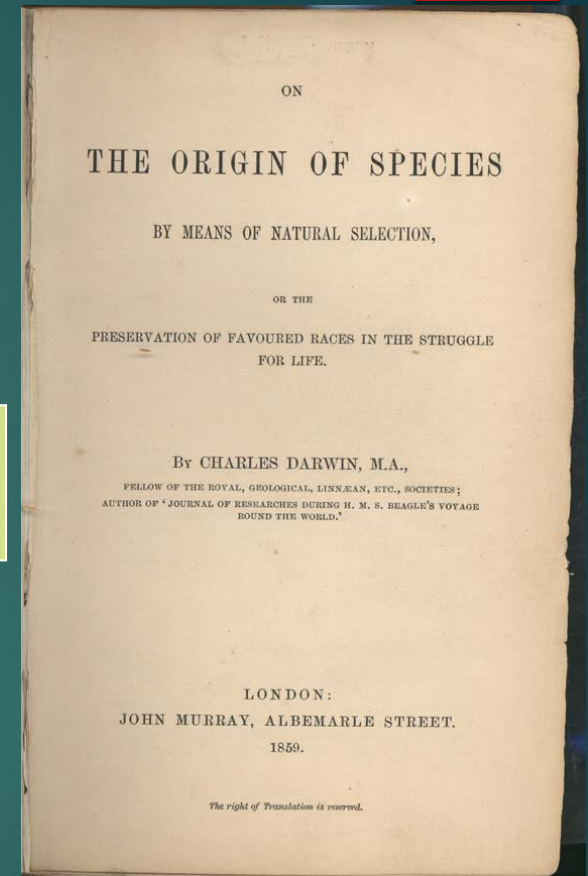 ON
THE ORIGIN OF SPECIES
BY MEANS OF NATURAL SELECTION,
OR THE
PRESERVATION OF FAVOURED RACES IN THE STRUGGLE
FOR LIFE.
BY CHARLES DARWIN, M.A.,
FELLOW OF THE ROYAL, GEOLOGICAL, LINNÆAN, ETC., SOCIETIES;
AUTHOR OF ‘JOURNAL OF RESEARCHES DURING H. M. S. BEAGLE’S VOYAGE
ROUND THE WORLD.’
LONDON:
JOHN MURRAY, ALBEMARLE STREET.
1859.
The right of Translation is reserved.